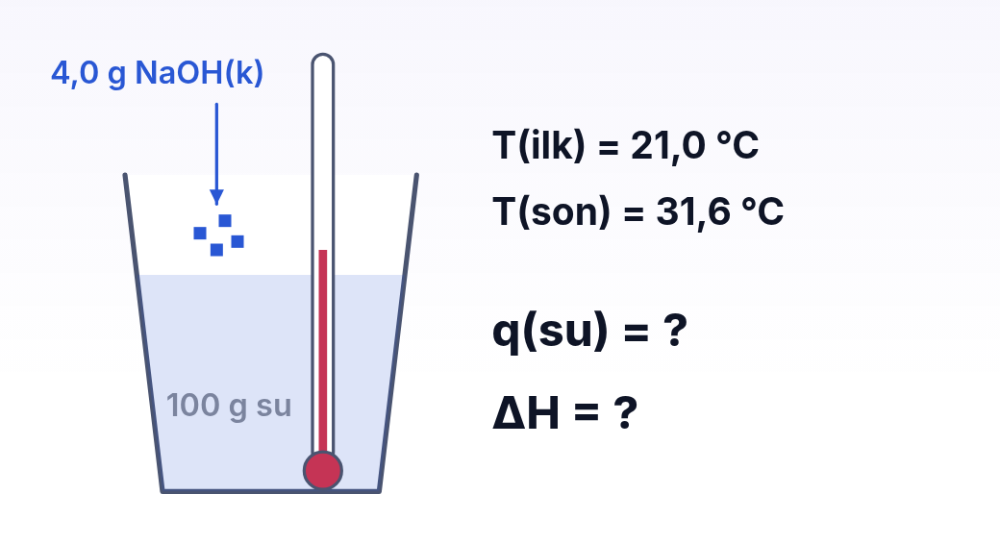 4,0 g NaOH(k)
T(ilk) = 21,0 °C
T(son) = 31,6 °C
q(su) = ?
ΔH = ?
100 g su